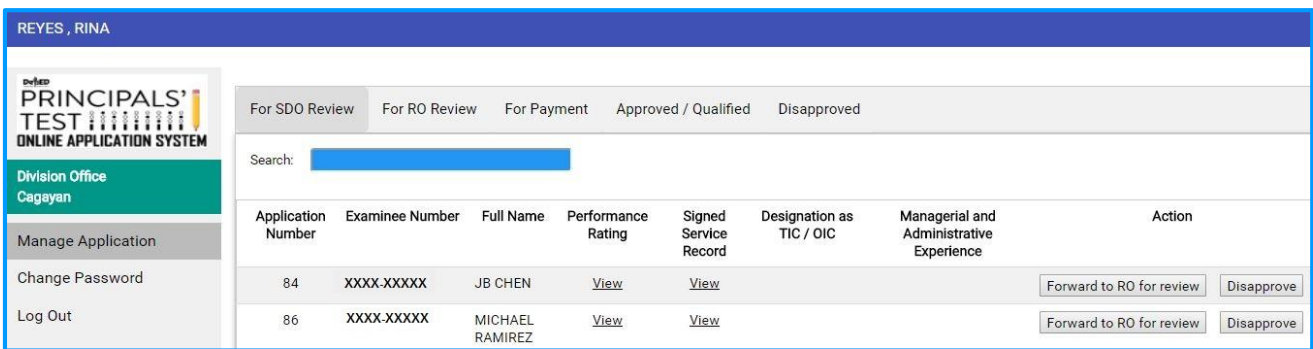 REYES , RINA
DepED
PRINCIPALS'
TEST
ONLINE APPLICATION SYSTEM
Division Office
Cagayan
Manage Application
Change Password
Log Out
For SDO Review For RO Review For Payment Approved / Qualified Disapproved
Search:
Application Number Examinee Number Full Name Performance Rating Signed Service Record Designation as TIC / OIC Managerial and Administrative Experience Action
84 XXXX-XXXXX JB CHEN View View Forward to RO for review Disapprove
86 XXXX-XXXXX MICHAEL RAMIREZ View View Forward to RO for review Disapprove